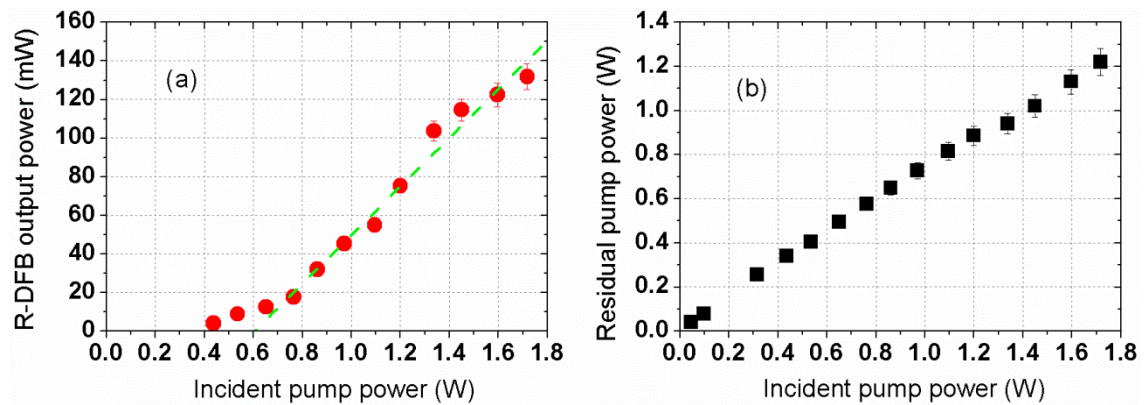 160
140
120
100
80
60
40
20
0
R-DFB output power (mW)
(a)
0.0 0.2 0.4 0.6 0.8 1.0 1.2 1.4 1.6 1.8
Incident pump power (W)
1.4
1.2
1.0
0.8
0.6
0.4
0.2
0.0
Residual pump power (W)
(b)
0.0 0.2 0.4 0.6 0.8 1.0 1.2 1.4 1.6 1.8
Incident pump power (W)